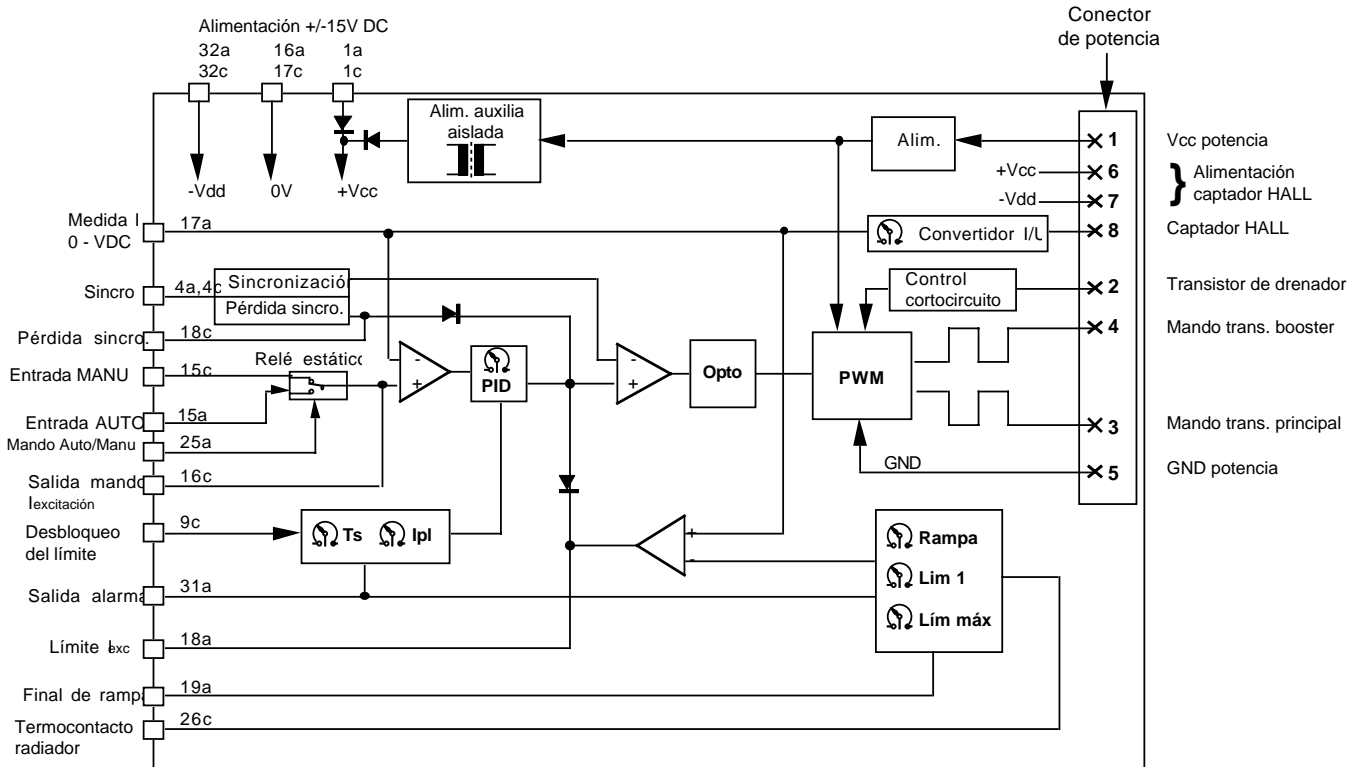 Conector
de potencia
Alimentación +/-15V DC
32a 16a 1a
32c 17c 1c
Alim. auxilia
aislada
Alim.
1 Vcc potencia
+Vcc 6
-Vdd 7
} Alimentación
captador HALL
-Vdd 0V +Vcc
Medida I
0 - VDC
17a
Convertidor I/U
8 Captador HALL
Sincro 4a,4c
Sincronización
Pérdida sincro.
Control
cortocircuito
2 Transistor de drenador
Pérdida sincro. 18c
4 Mando trans. booster
Relé estático
Entrada MANU 15c
- +
PID
- +
Opto
PWM
Entrada AUTO 15a
3 Mando trans. principal
Mando Auto/Manu 25a
Salida mando
Iexcitación
16c
GND
5 GND potencia
Desbloqueo
del límite
9c
Ts Ipl
+
-
Rampa
Lim 1
Lím máx
Salida alarma 31a
Límite Iexc 18a
Final de rampa 19a
Termocontacto
radiador
26c